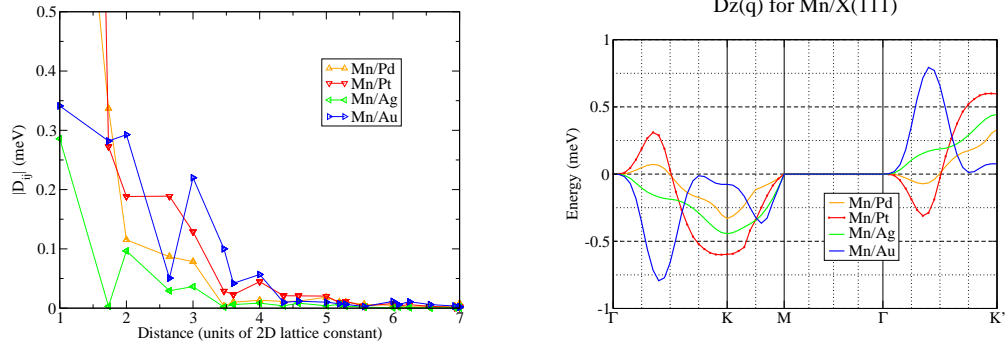 0.5
0.4
0.3
0.2
0.1
0
|D_ij| (meV)
Mn/Pd
Mn/Pt
Mn/Ag
Mn/Au
1 2 3 4 5 6 7
Distance (units of 2D lattice constant)
Dz(q) for Mn/X(111)
1
0.5
0
-0.5
-1
Energy (meV)
Mn/Pd
Mn/Pt
Mn/Ag
Mn/Au
Γ K M Γ K'